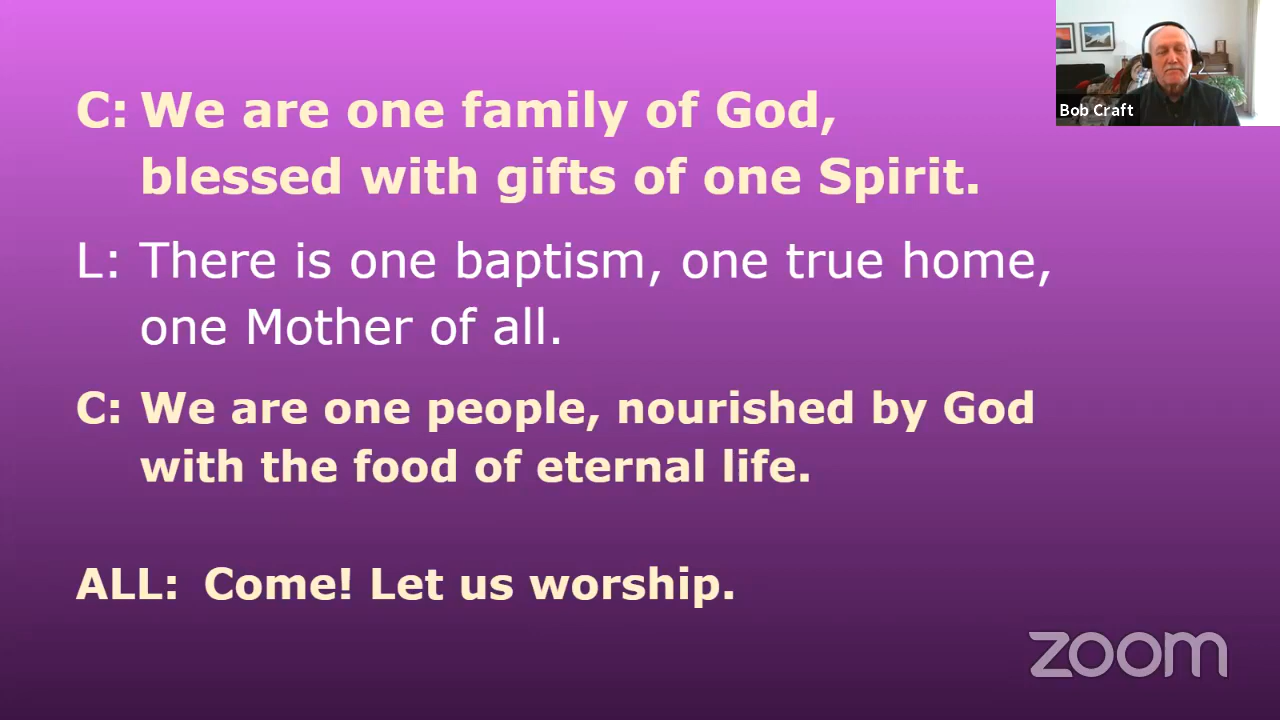 C: We are one family of God,
blessed with gifts of one Spirit.
L: There is one baptism, one true home,
one Mother of all.
C: We are one people, nourished by God
with the food of eternal life.
ALL: Come! Let us worship.
Bob Craft
zoom